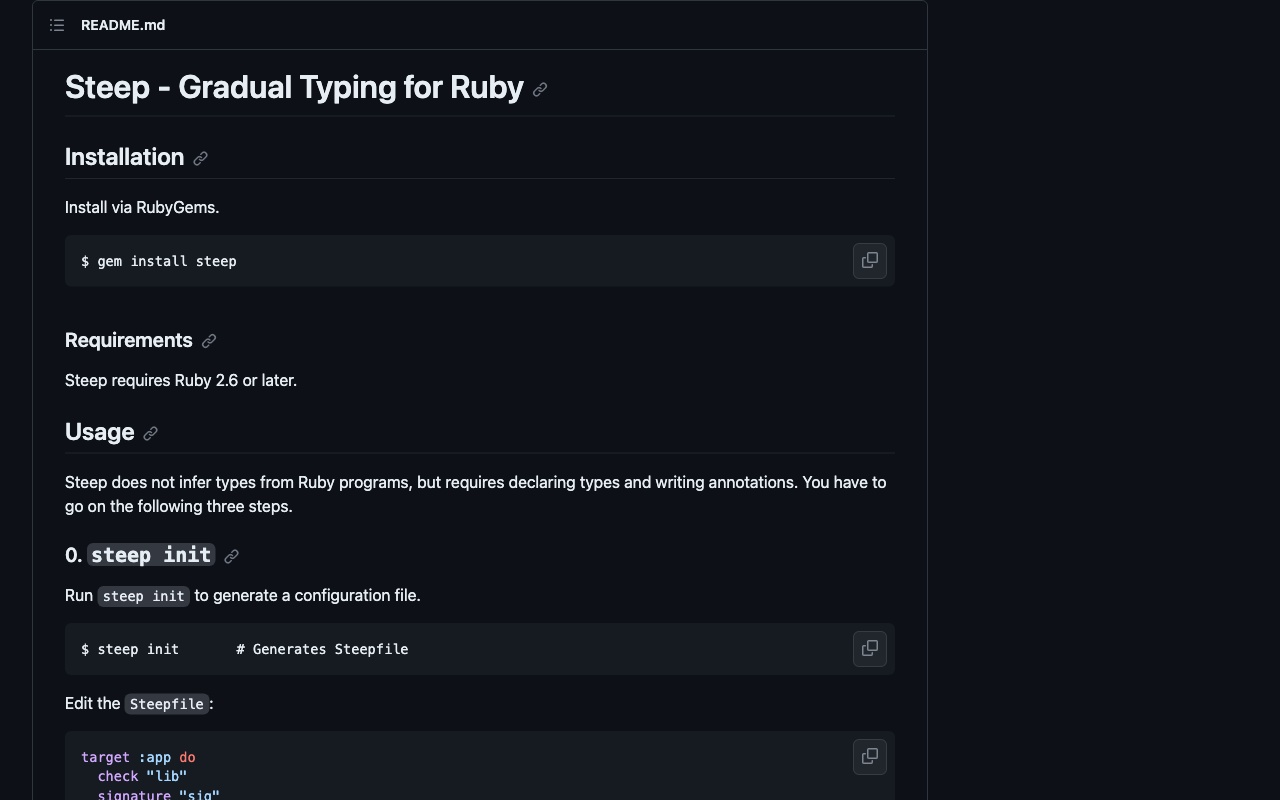 README.md
Steep - Gradual Typing for Ruby
Installation
Install via RubyGems.
$ gem install steep
Requirements
Steep requires Ruby 2.6 or later.
Usage
Steep does not infer types from Ruby programs, but requires declaring types and writing annotations. You have to
go on the following three steps.
0. steep init
Run steep init to generate a configuration file.
$ steep init       # Generates Steepfile
Edit the Steepfile:
target :app do
  check "lib"
  signature "sig"